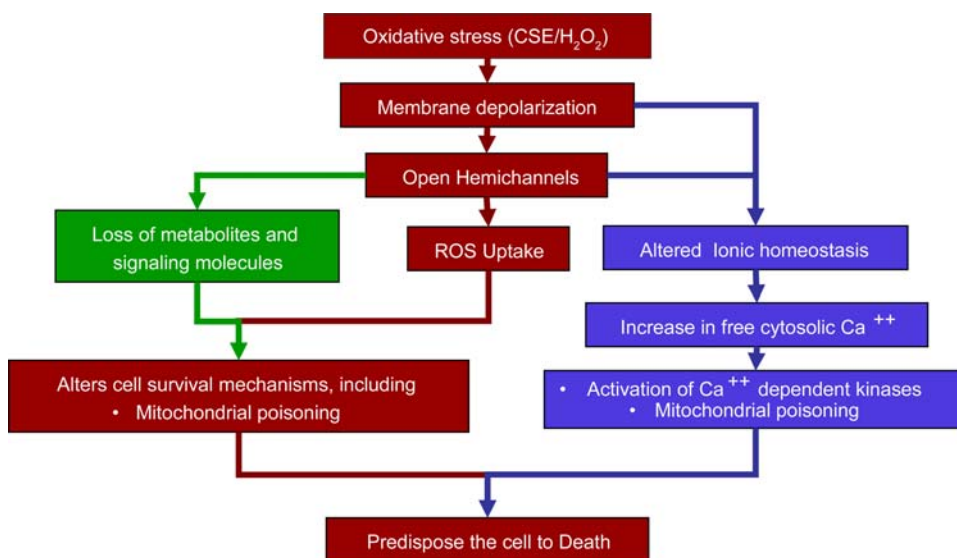 Oxidative stress (CSE/H₂O₂)
Membrane depolarization
Open Hemichannels
Loss of metabolites and
signaling molecules
ROS Uptake
Altered Ionic homeostasis
Increase in free cytosolic Ca ⁺⁺
Alters cell survival mechanisms, including
• Mitochondrial poisoning
• Activation of Ca⁺⁺ dependent kinases
• Mitochondrial poisoning
Predispose the cell to Death